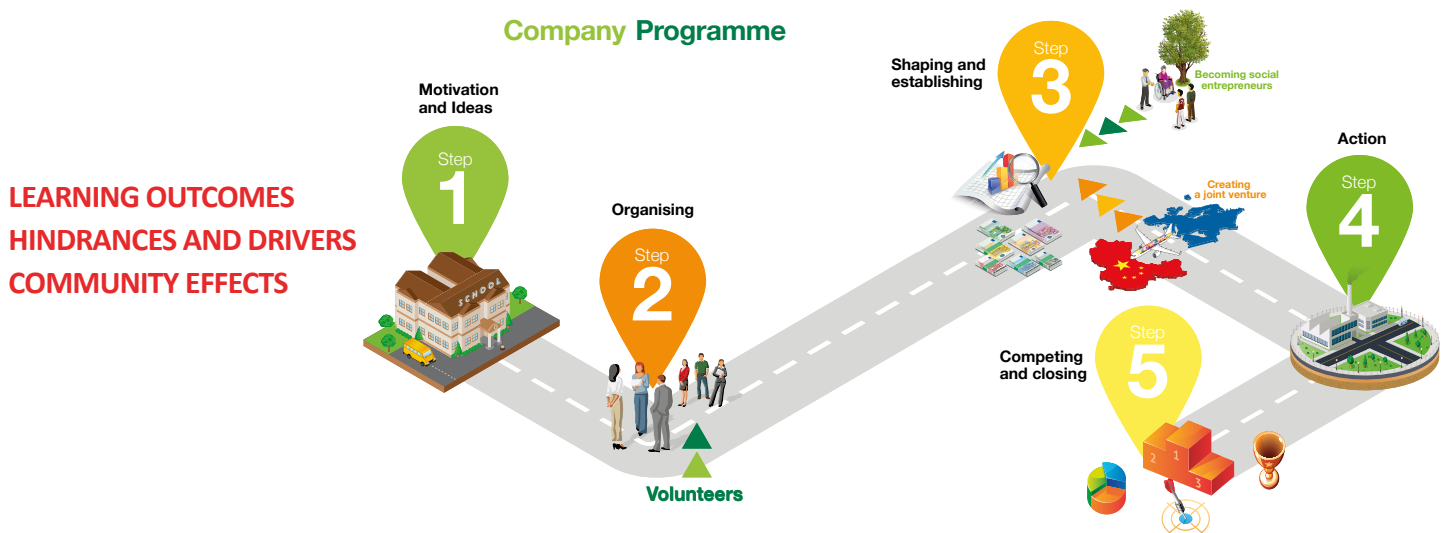 Company Programme
LEARNING OUTCOMES
HINDRANCES AND DRIVERS
COMMUNITY EFFECTS
Motivation
and Ideas
Step
1
SCHOOL
Organising
Step
2
Volunteers
Shaping and
establishing
Step
3
Becoming social
entrepreneurs
Creating
a joint venture
Action
Step
4
Competing
and closing
Step
5
1
2
3